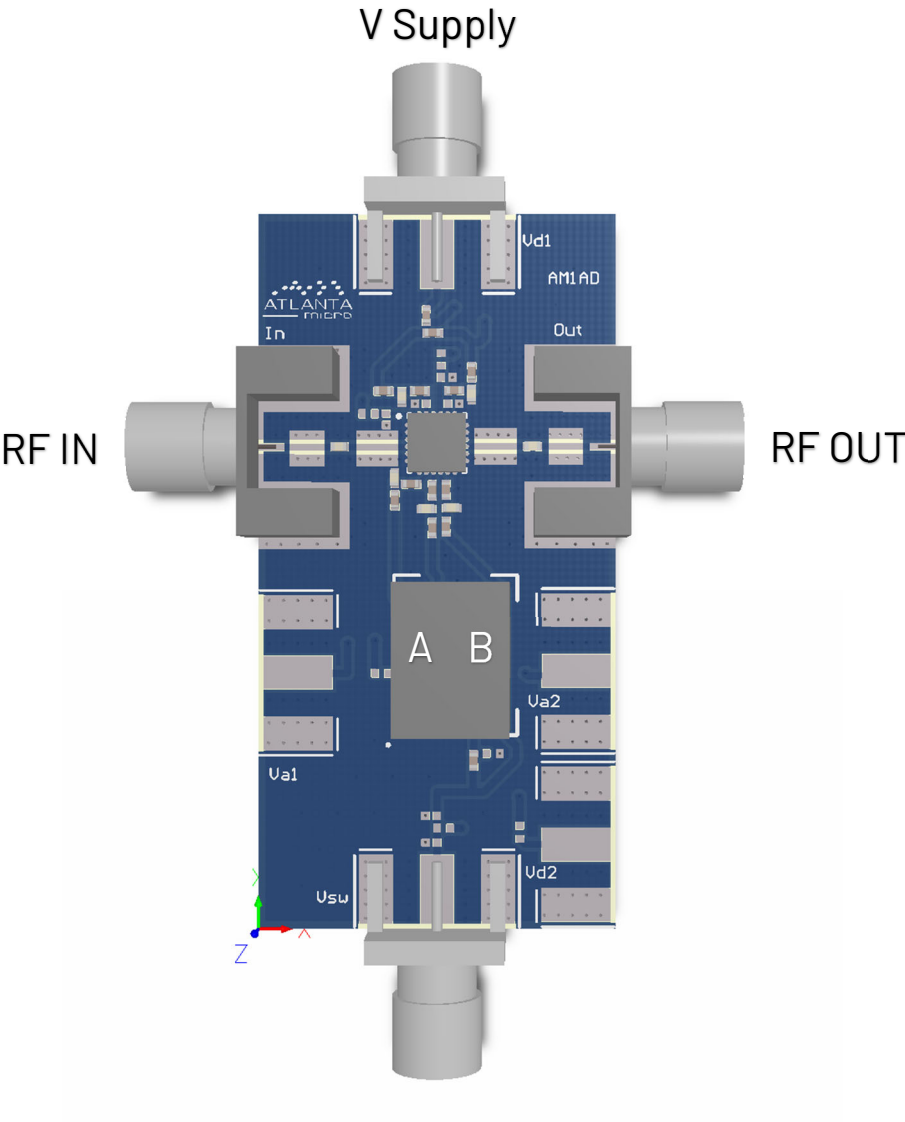 V Supply
Vd1
AM1AD
ATLANTA
micro
In
Out
RF IN
RF OUT
A B
Va2
Va1
Vd2
Vsw
X
X
Z